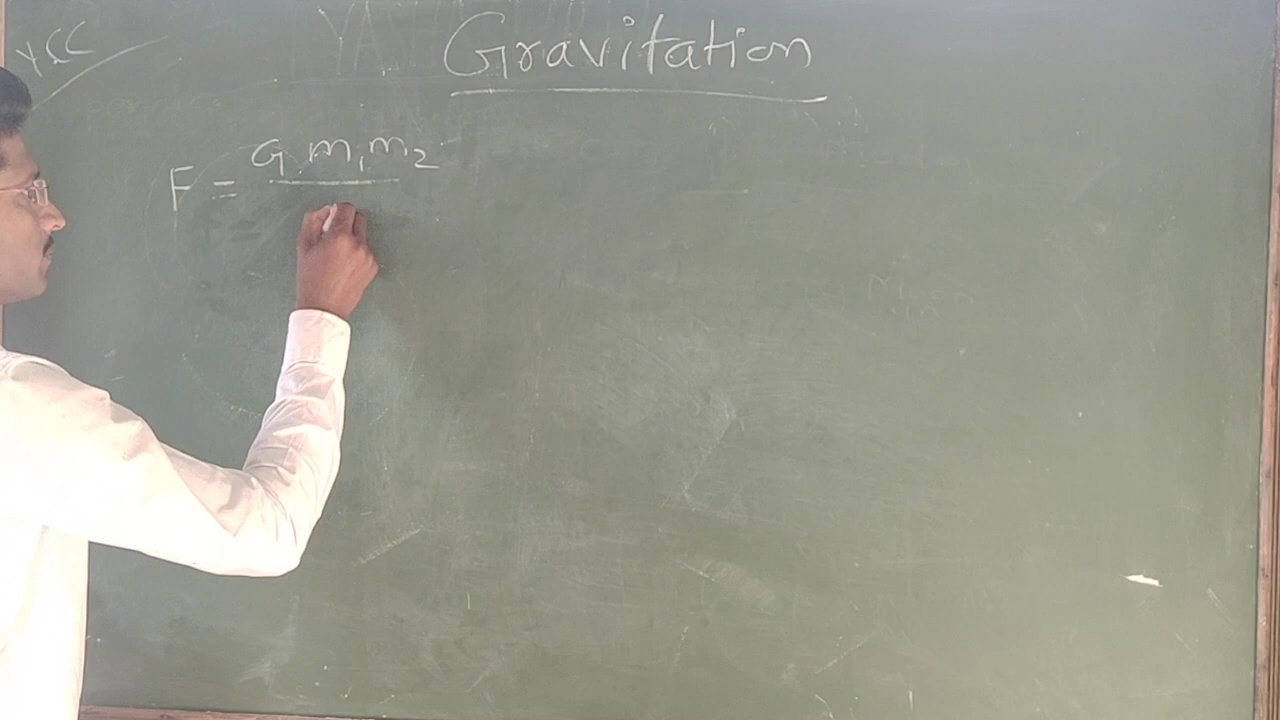 YCC
Gravitation
F = G m₁m₂